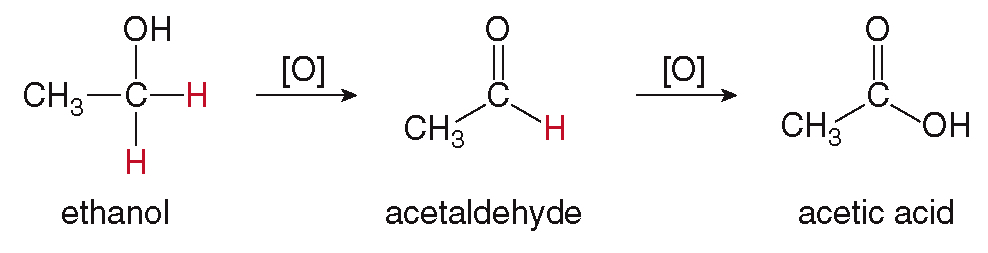 OH
CH₃—C—H
H
ethanol
[O]
O
C
CH₃
H
acetaldehyde
[O]
O
C
CH₃
OH
acetic acid